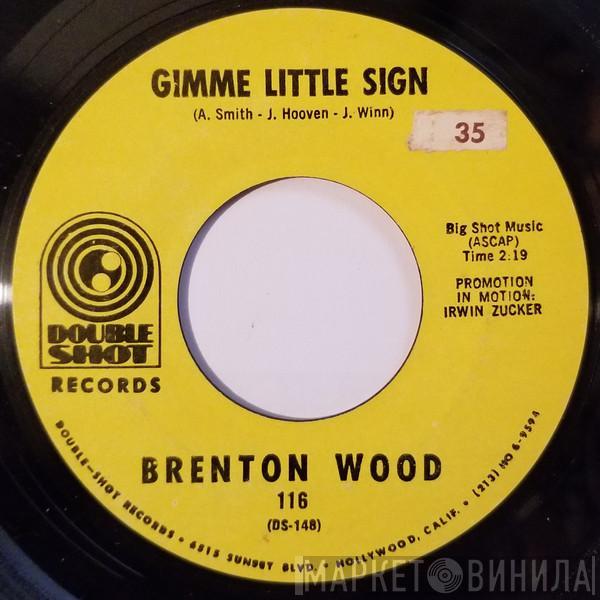 GIMME LITTLE SIGN
(A. Smith - J. Hooven - J. Winn)
35
Big Shot Music
(ASCAP)
Time 2:19
PROMOTION
IN MOTION:
IRWIN ZUCKER
DOUBLE
SHOT
RECORDS
BRENTON WOOD
116
(DS-148)
DOUBLE-SHOT RECORDS • 6515 SUNSET BLVD. • HOLLYWOOD, CALIF. • (213) HO 6-9594
МАРКЕТ ВИНИЛА